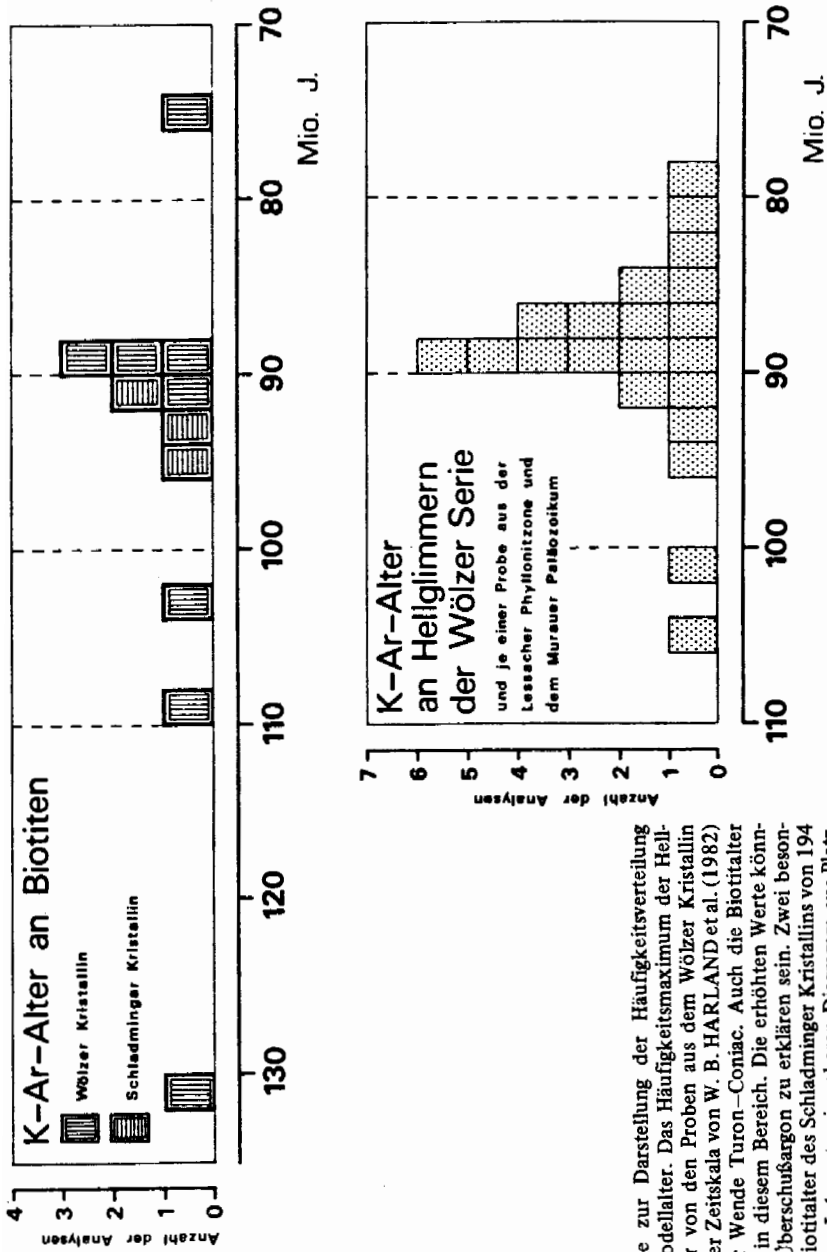 K–Ar–Alter an Biotiten
Wölzer Kristallin
Schladminger Kristallin
Anzahl der Analysen
4
3
2
1
0
130
120
110
100
90
80
70
Mio. J.
K–Ar–Alter
an Hellglimmern
der Wölzer Serie
und je einer Probe aus der
Lessacher Phyllonitzone und
dem Murauer Paläozoikum
Anzahl der Analysen
7
6
5
4
3
2
1
0
110
100
90
80
70
Mio. J.
e zur Darstellung der Häufigkeitsverteilung
odellalter. Das Häufigkeitsmaximum der Hell-
r von den Proben aus dem Wölzer Kristallin
er Zeitskala von W. B. HARLAND et al. (1982)
Wende Turon–Coniac. Auch die Biotitalter
in diesem Bereich. Die erhöhten Werte könn-
berschußargon zu erklären sein. Zwei beson-
iotitalter des Schladminger Kristallins von 194